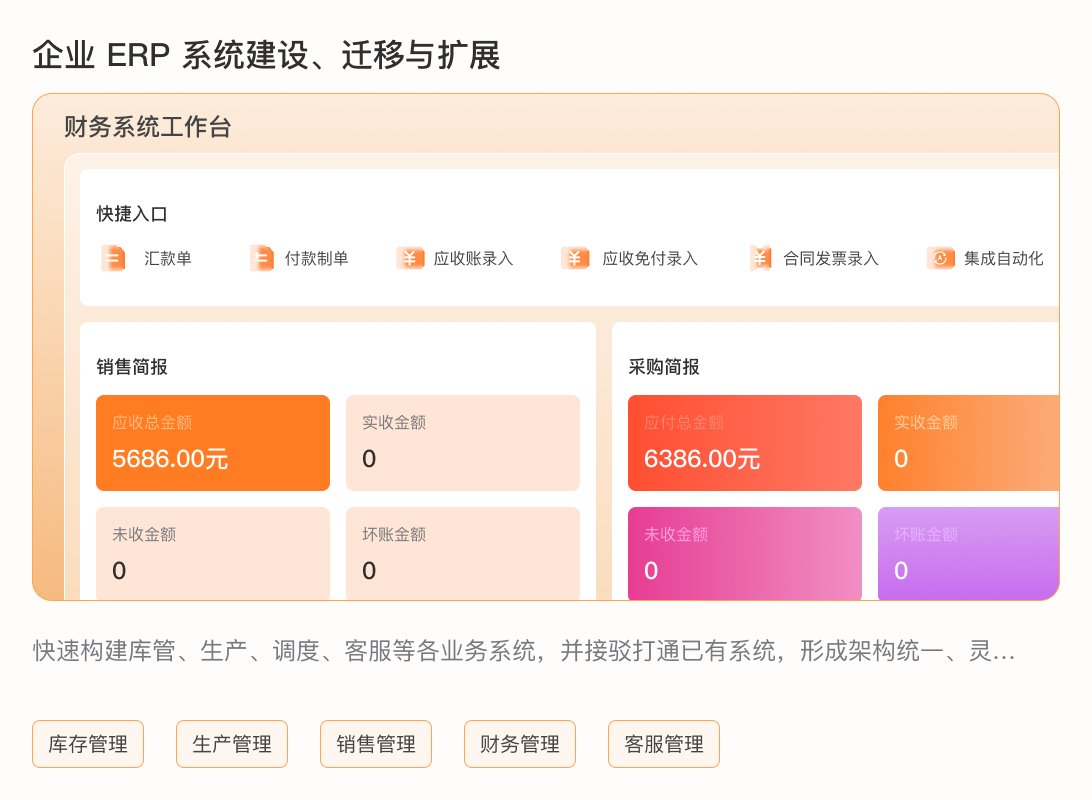 企业 ERP 系统建设、迁移与扩展
财务系统工作台
快捷入口
汇款单 付款制单 应收账录入 应收免付录入 合同发票录入 集成自动化
销售简报 采购简报
应收总金额 实收金额 应付总金额 实收金额
5686.00元 0 6386.00元 0
未收金额 坏账金额 未收金额 坏账金额
0 0 0 0
快速构建库管、生产、调度、客服等各业务系统，并接驳打通已有系统，形成架构统一、灵...
库存管理 生产管理 销售管理 财务管理 客服管理